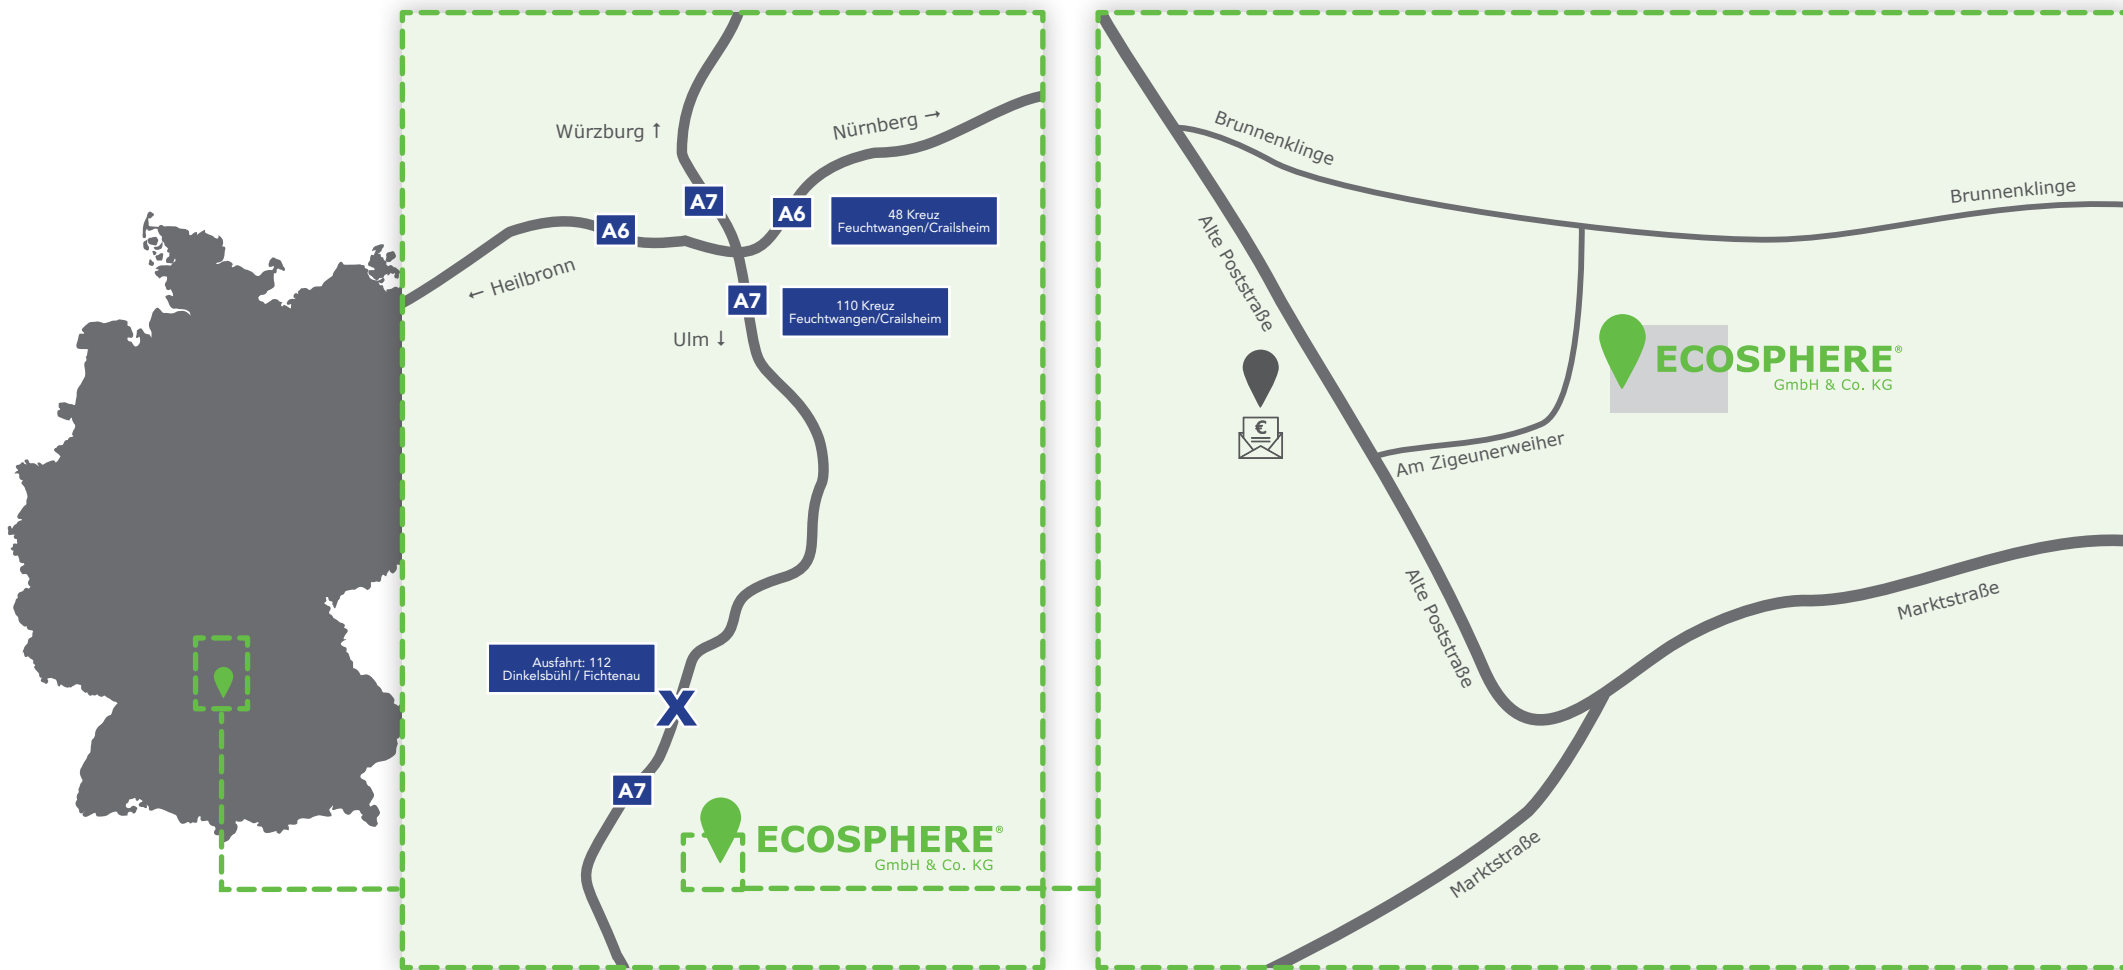 Würzburg ↑
Nürnberg →
A7
A6
48 Kreuz
Feuchtwangen/Crailsheim
A6
← Heilbronn
A7
110 Kreuz
Feuchtwangen/Crailsheim
Ulm ↓
Ausfahrt: 112
Dinkelsbühl / Fichtenau
X
A7
ECOSPHERE®
GmbH & Co. KG
Brunnenklinge
Brunnenklinge
Alte Poststraße
ECOSPHERE®
GmbH & Co. KG
€
Am Zigeunerweiher
Alte Poststraße
Marktstraße
Marktstraße